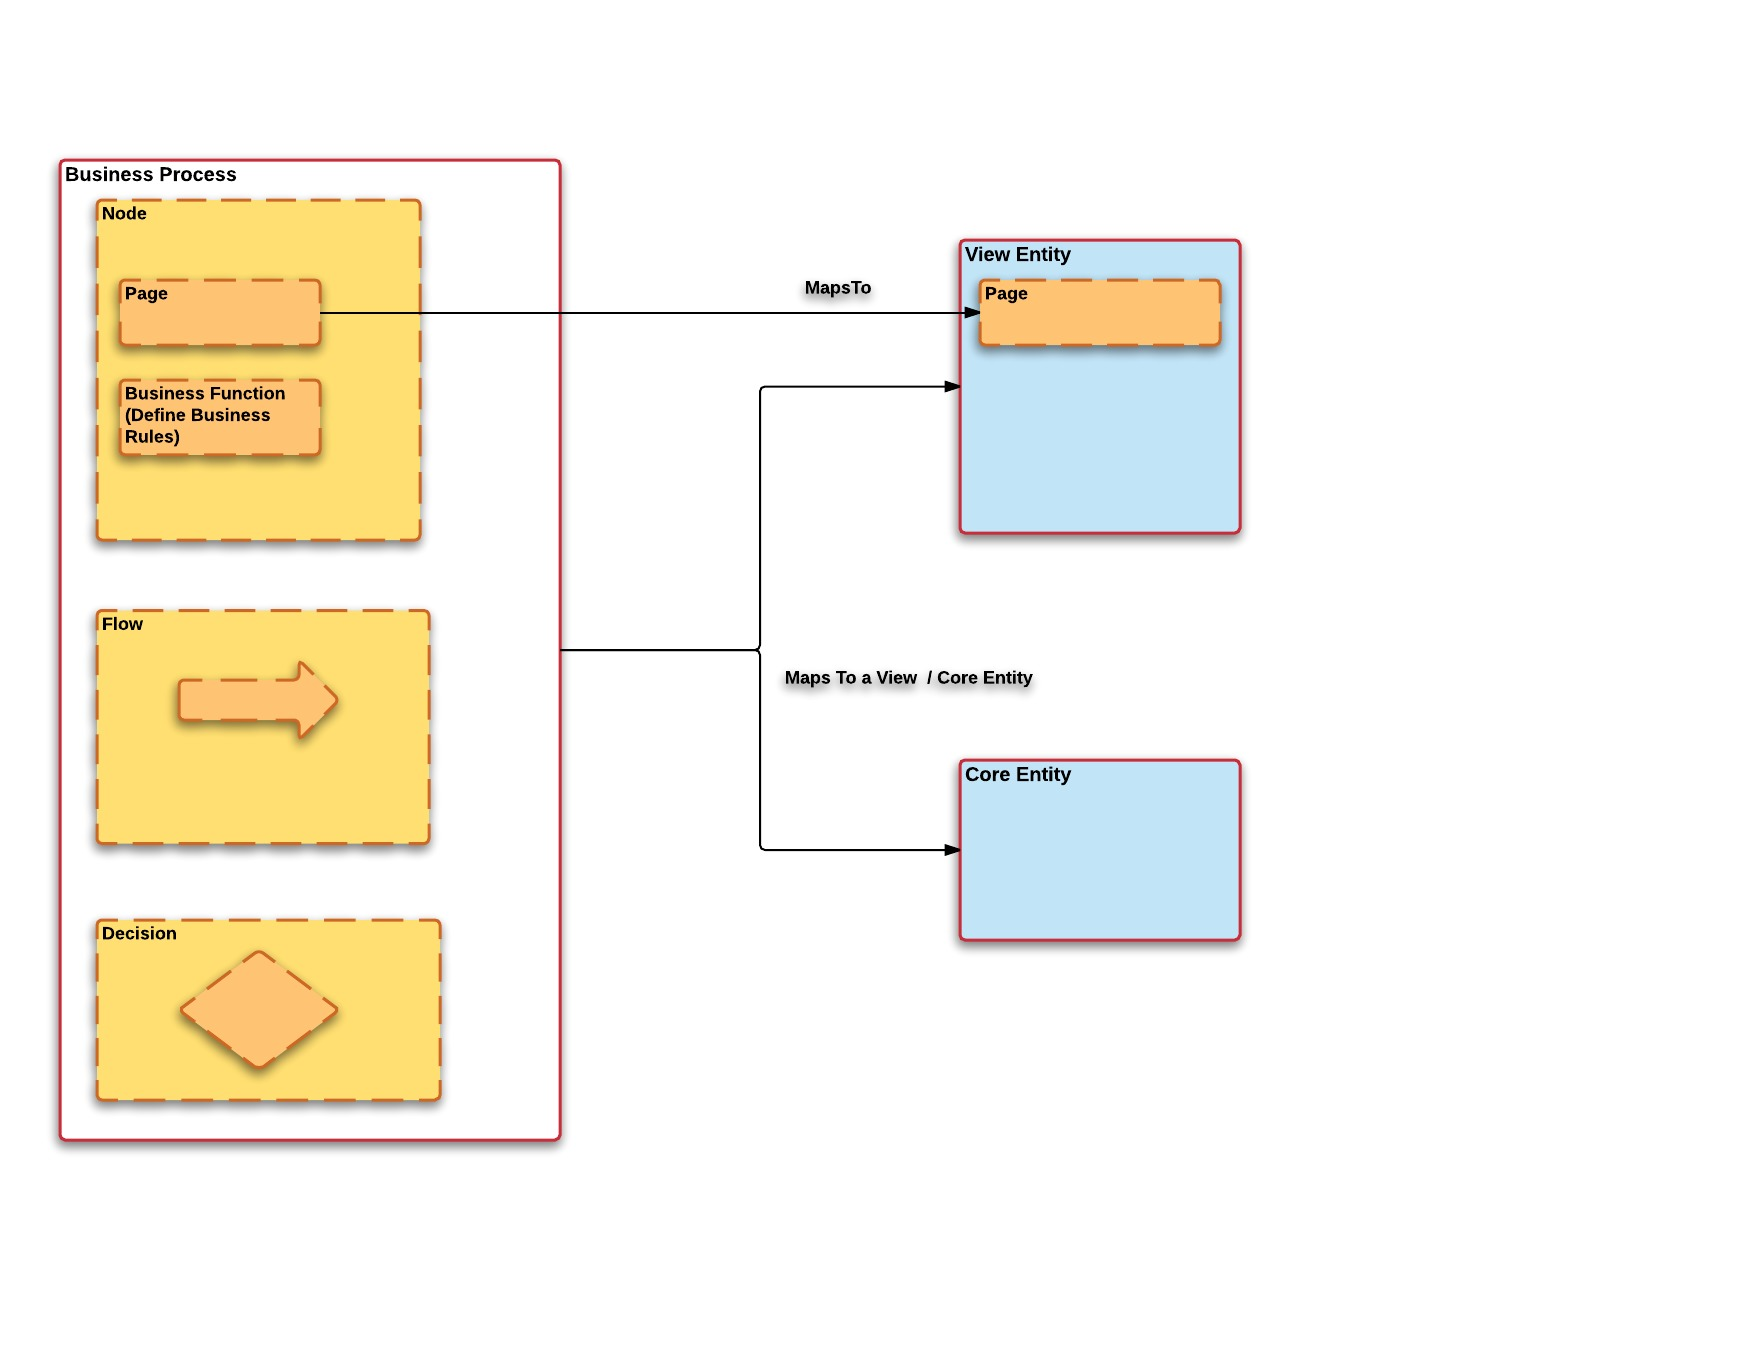 Business Process
Node
Page
Business Function
(Define Business
Rules)
Flow
Decision
MapsTo
Maps To a View  / Core Entity
View Entity
Page
Core Entity